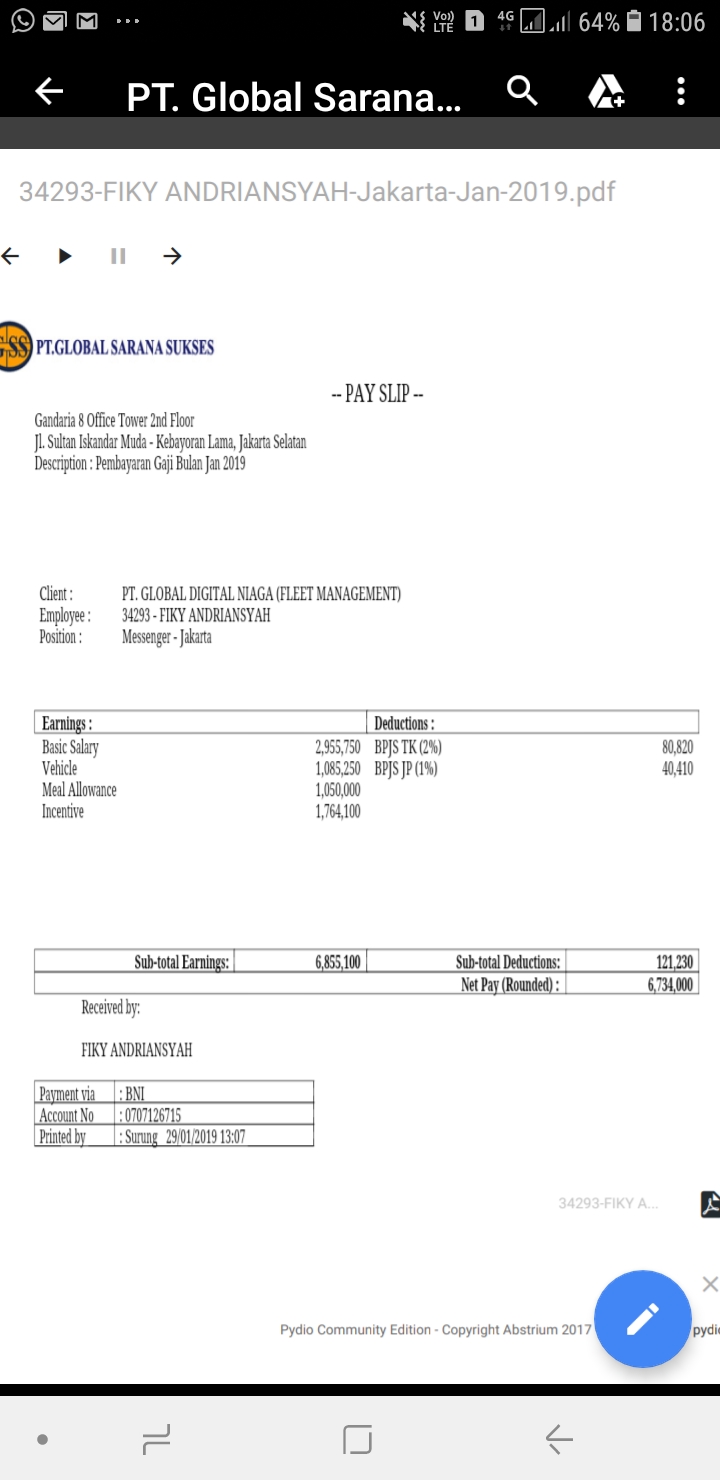 Vo)) LTE 1 4G 64% 18:06
PT. Global Sarana...
34293-FIKY ANDRIANSYAH-Jakarta-Jan-2019.pdf
GSS PT.GLOBAL SARANA SUKSES
-- PAY SLIP --
Gandaria 8 Office Tower 2nd Floor
Jl. Sultan Iskandar Muda - Kebayoran Lama, Jakarta Selatan
Description : Pembayaran Gaji Bulan Jan 2019
Client : PT. GLOBAL DIGITAL NIAGA (FLEET MANAGEMENT)
Employee : 34293 - FIKY ANDRIANSYAH
Position : Messenger - Jakarta
Earnings : Deductions :
Basic Salary 2,955,750 BPJS TK (2%) 80,820
Vehicle 1,085,250 BPJS JP (1%) 40,410
Meal Allowance 1,050,000
Incentive 1,764,100
Sub-total Earnings: 6,855,100 Sub-total Deductions: 121,230
Net Pay (Rounded) : 6,734,000
Received by:
FIKY ANDRIANSYAH
Payment via : BNI
Account No : 0707126715
Printed by : Surung 29/01/2019 13:07
34293-FIKY A...
Pydio Community Edition - Copyright Abstrium 2017 pydi